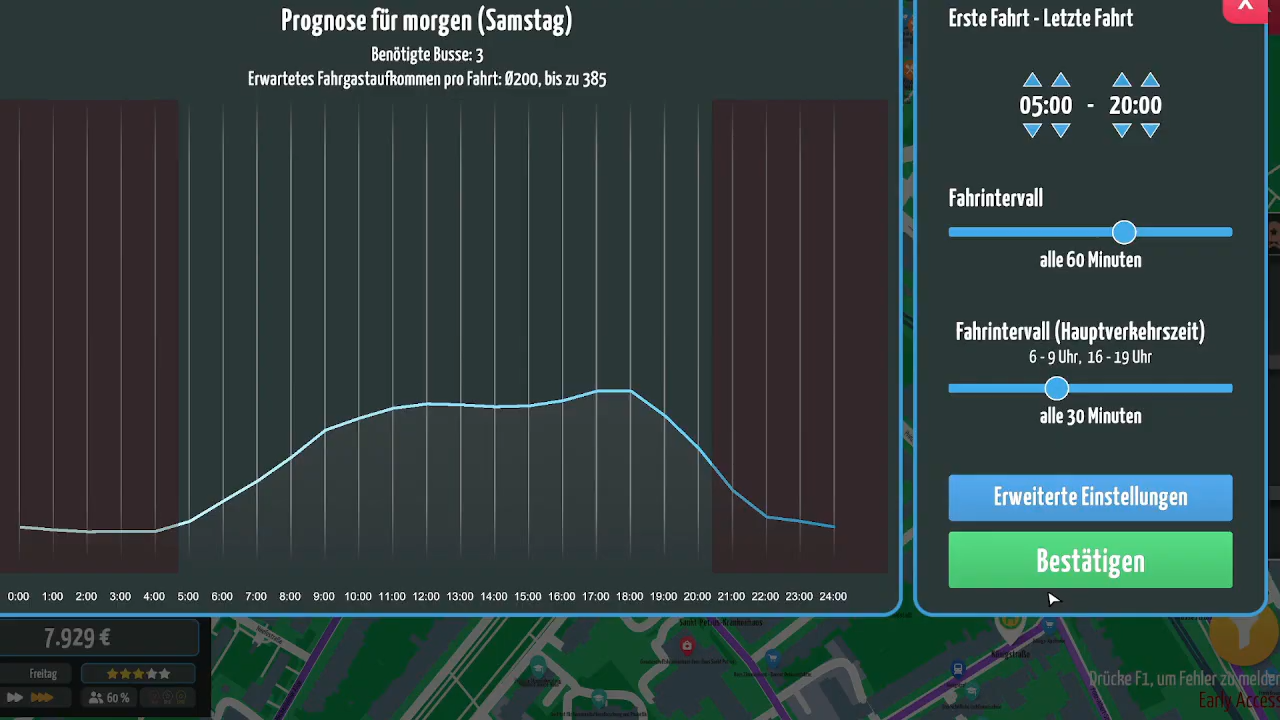 Prognose für morgen (Samstag)
Benötigte Busse: 3
Erwartetes Fahrgastaufkommen pro Fahrt: Ø200, bis zu 385
0:00 1:00 2:00 3:00 4:00 5:00 6:00 7:00 8:00 9:00 10:00 11:00 12:00 13:00 14:00 15:00 16:00 17:00 18:00 19:00 20:00 21:00 22:00 23:00 24:00
X
Erste Fahrt - Letzte Fahrt
05:00 - 20:00
Fahrintervall
alle 60 Minuten
Fahrintervall (Hauptverkehrszeit)
6 - 9 Uhr, 16 - 19 Uhr
alle 30 Minuten
Erweiterte Einstellungen
Bestätigen
7.929 €
Freitag
60 %
Sankt-Petrus-Krankenhaus
Königstraße
Drücke F1, um Fehler zu melden
Early Access